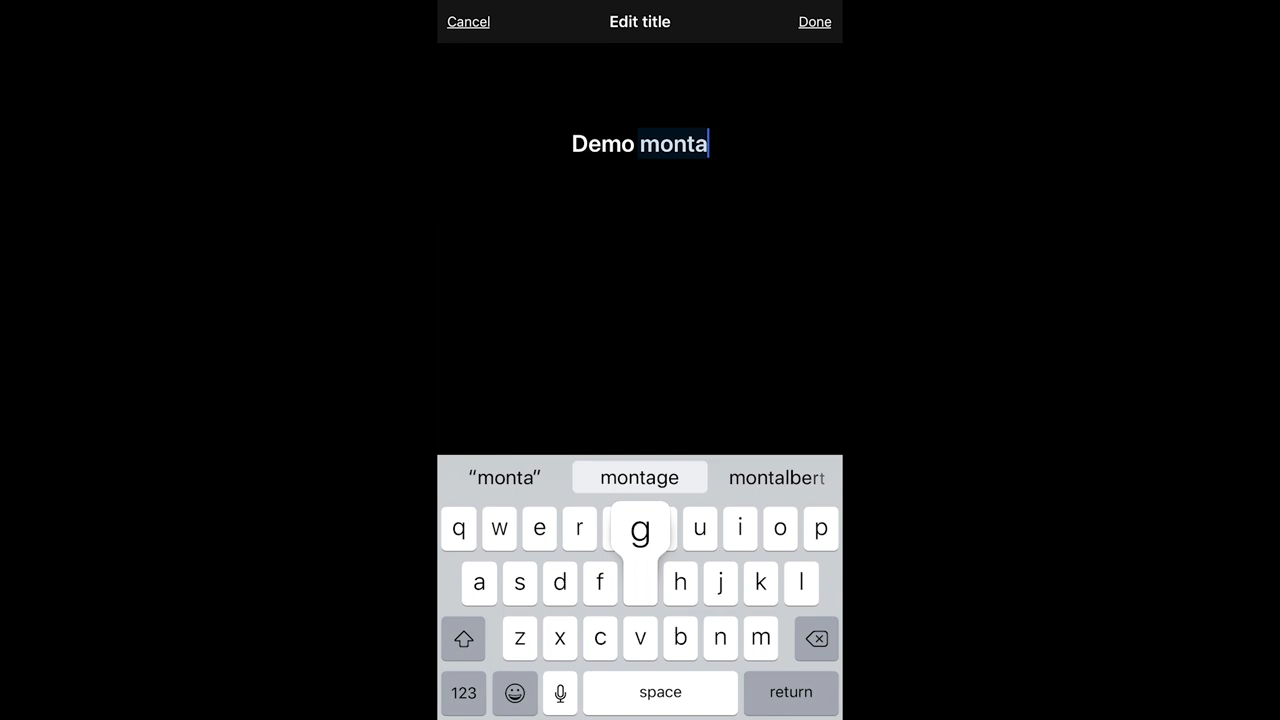 Cancel Edit title Done
Demo monta
“monta” montage montalbert
q w e r g u i o p
a s d f h j k l
z x c v b n m
123 space return